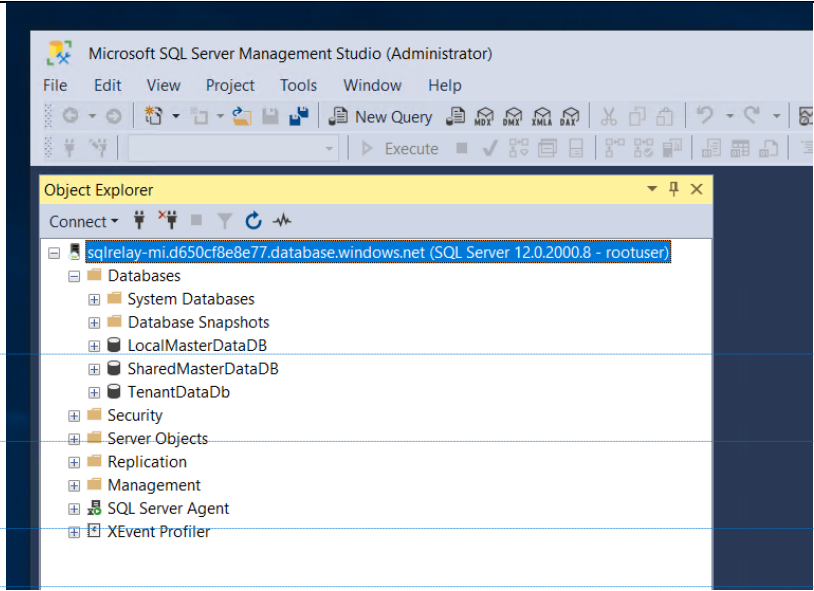 Microsoft SQL Server Management Studio (Administrator)
File Edit View Project Tools Window Help
New Query MDX DMX XMLA DAX
Execute
Object Explorer
Connect
sqlrelay-mi.d650cf8e8e77.database.windows.net (SQL Server 12.0.2000.8 - rootuser)
Databases
System Databases
Database Snapshots
LocalMasterDataDB
SharedMasterDataDB
TenantDataDb
Security
Server Objects
Replication
Management
SQL Server Agent
XEvent Profiler